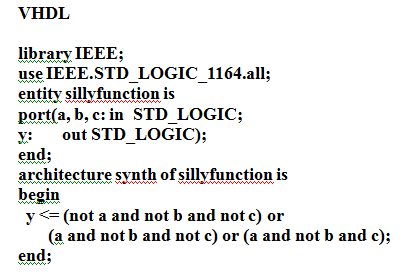 VHDL
library IEEE;
use IEEE.STD_LOGIC_1164.all;
entity sillyfunction is
port(a, b, c: in STD_LOGIC;
y: out STD_LOGIC);
end;
architecture synth of sillyfunction is
begin
y <= (not a and not b and not c) or
(a and not b and not c) or (a and not b and c);
end;